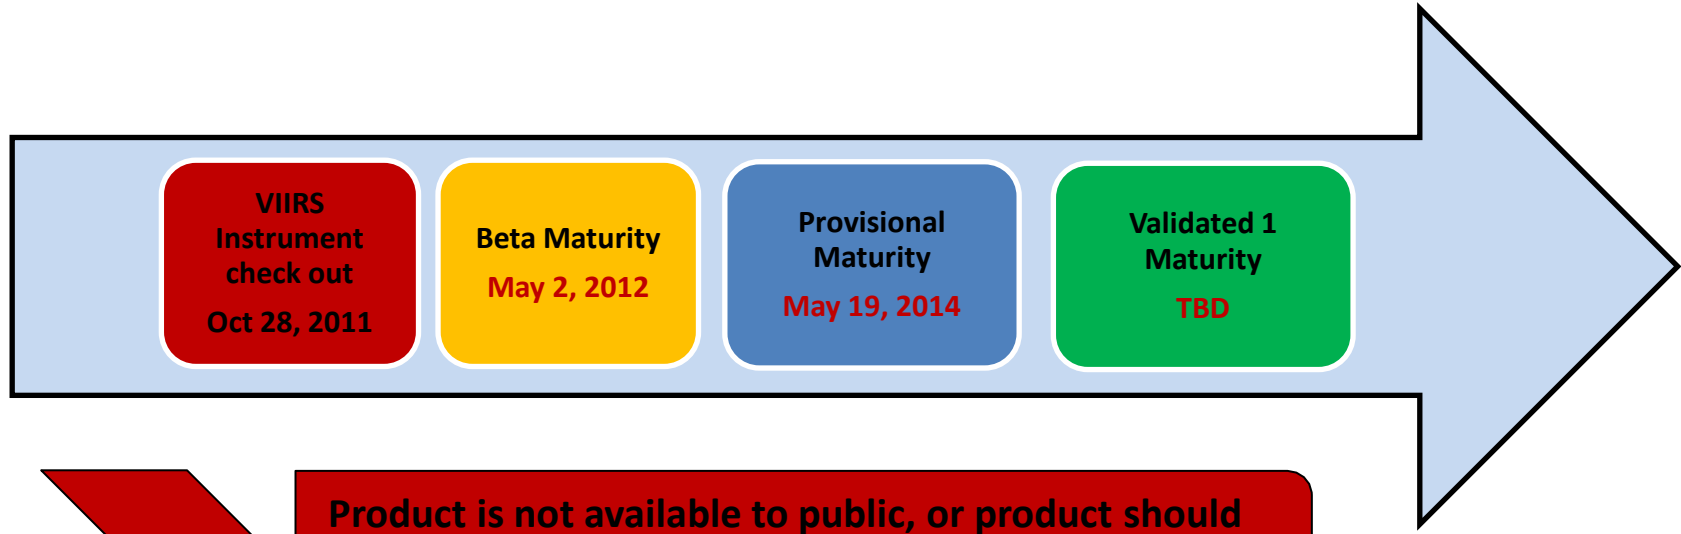 VIIRS
Instrument
check out
Oct 28, 2011
Beta Maturity
May 2, 2012
Provisional
Maturity
May 19, 2014
Validated 1
Maturity
TBD
Product is not available to public, or product should